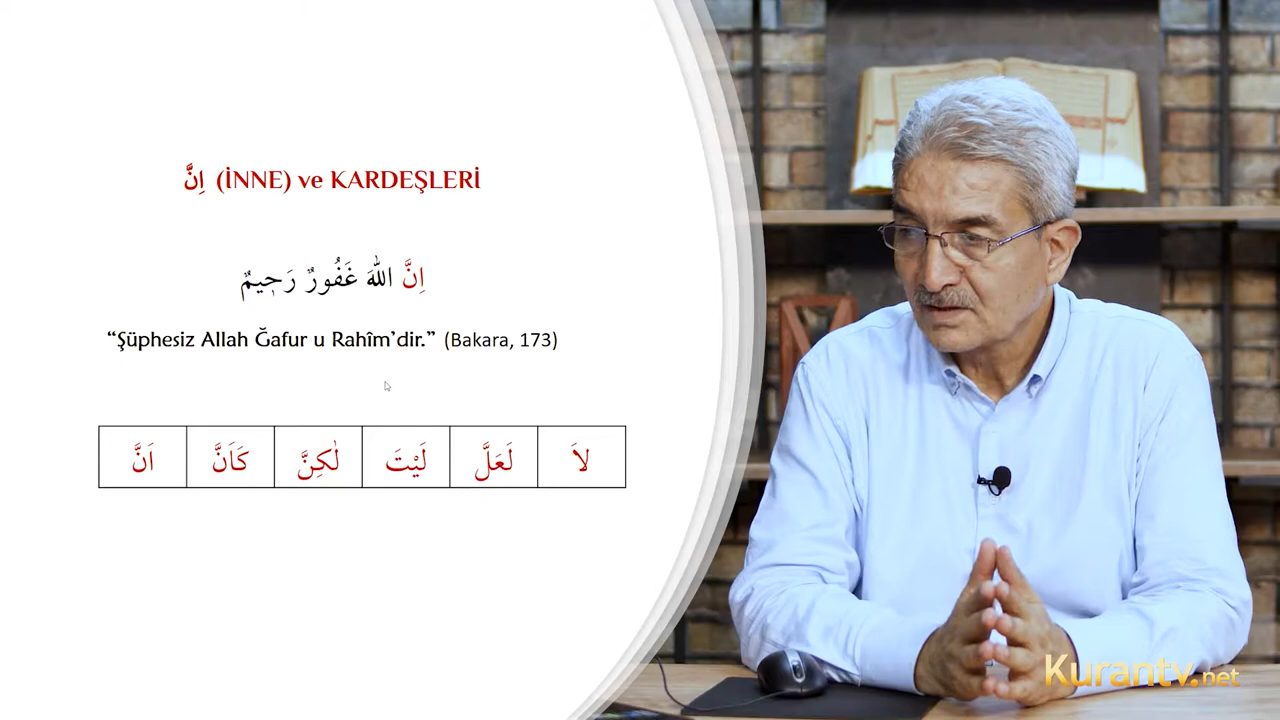 اِنَّ (İNNE) ve KARDEŞLERİ
اِنَّ اللّٰهَ غَفُورٌ رَحٖيمٌ
“Şüphesiz Allah Ğafur u Rahîm’dir.” (Bakara, 173)
اَنَّ كَاَنَّ لٰكِنَّ لَيْتَ لَعَلَّ لاَ
Kurantv.net